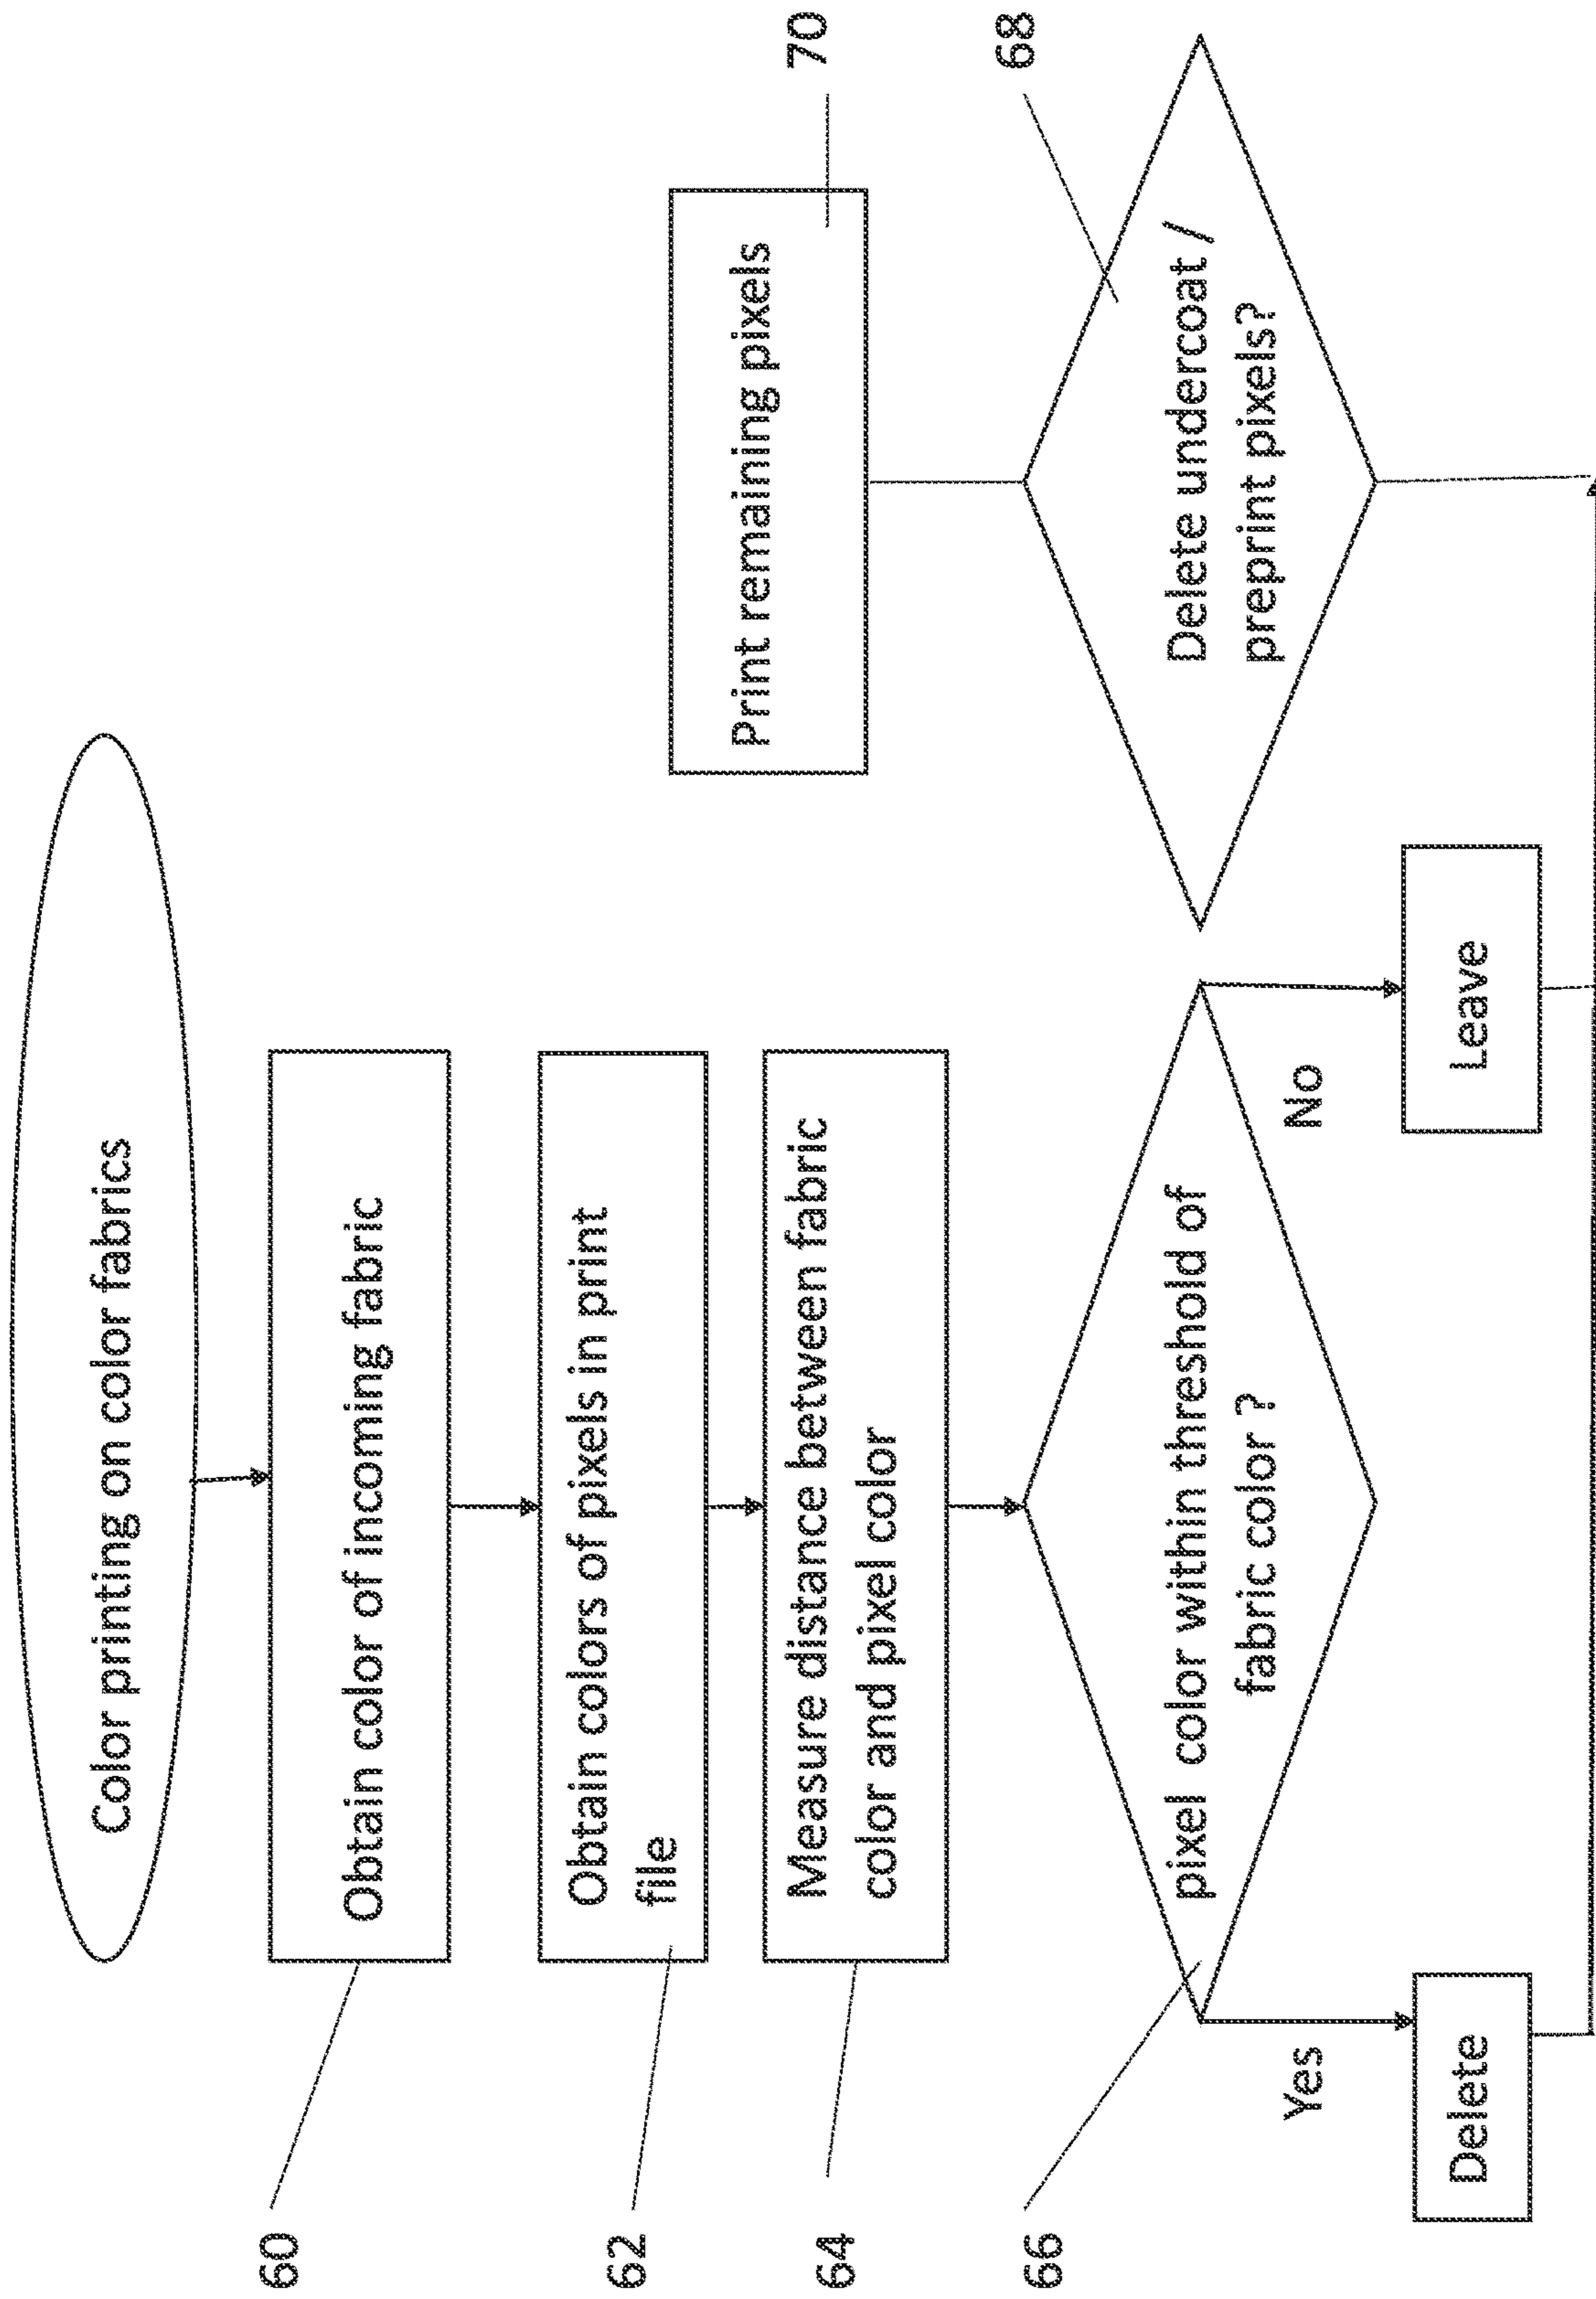 Color printing on color fabrics
60
Obtain color of incoming fabric
62
Obtain colors of pixels in print
file
64
Measure distance between fabric
color and pixel color
66
pixel color within threshold of
fabric color ?
Yes
No
Delete
Leave
68
Delete undercoat /
preprint pixels?
70
Print remaining pixels